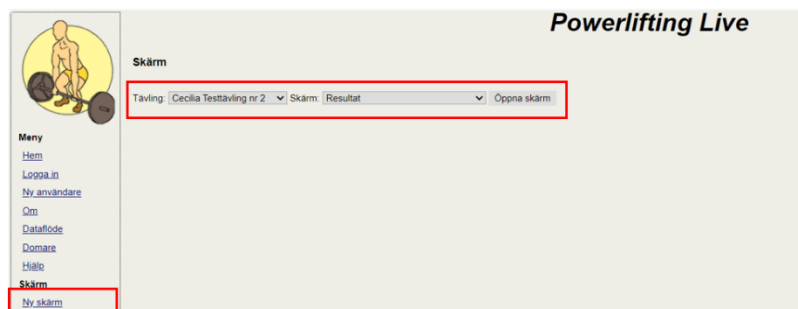 Powerlifting Live
Skärm
Tävling: Cecilia Testtävling nr 2 Skärm: Resultat Öppna skärm
Meny
Hem
Logga in
Ny användare
Om
Dataflöde
Domare
Hjälp
Skärm
Ny skärm